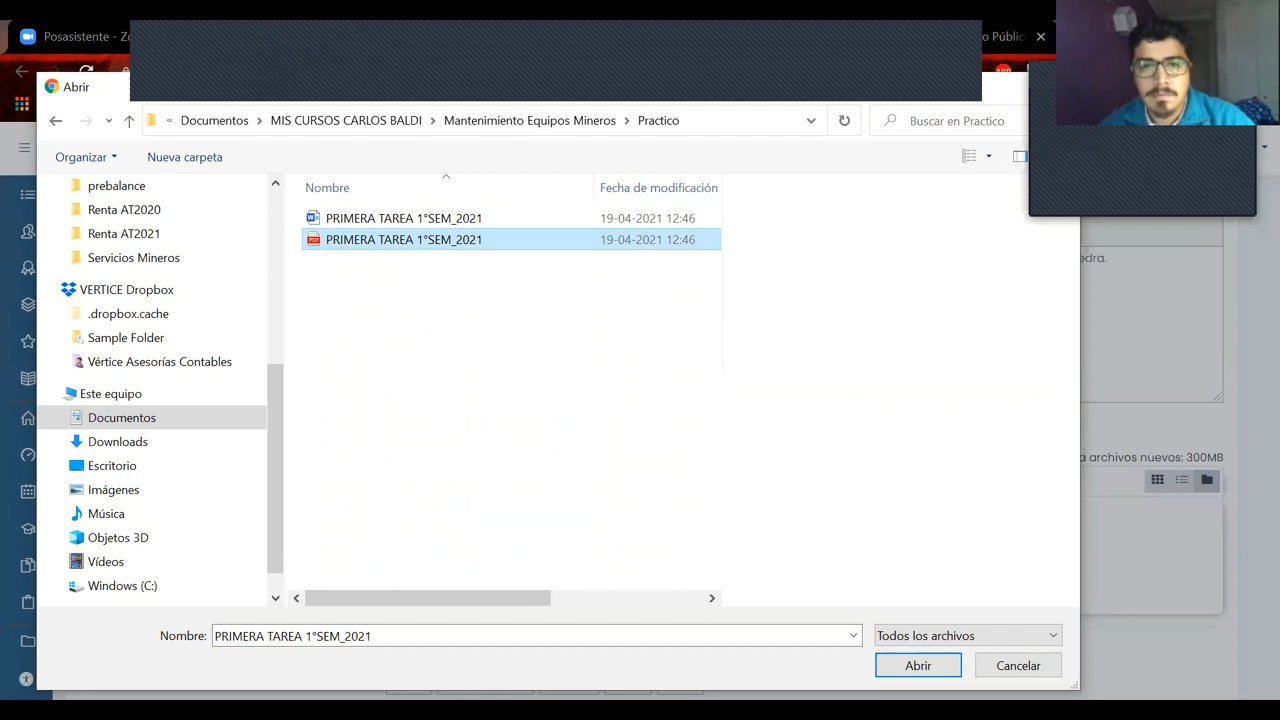 Posasistente - Zo
o Públic
Abrir
« Documentos > MIS CURSOS CARLOS BALDI > Mantenimiento Equipos Mineros > Practico
Buscar en Practico
Organizar
Nueva carpeta
prebalance
Renta AT2020
Renta AT2021
Servicios Mineros
VERTICE Dropbox
.dropbox.cache
Sample Folder
Vértice Asesorías Contables
Este equipo
Documentos
Downloads
Escritorio
Imágenes
Música
Objetos 3D
Vídeos
Windows (C:)
Nombre
Fecha de modificación
PRIMERA TAREA 1°SEM_2021
19-04-2021 12:46
PDF
PRIMERA TAREA 1°SEM_2021
19-04-2021 12:46
edra.
a archivos nuevos: 300MB
Nombre:
PRIMERA TAREA 1°SEM_2021
Todos los archivos
Abrir
Cancelar